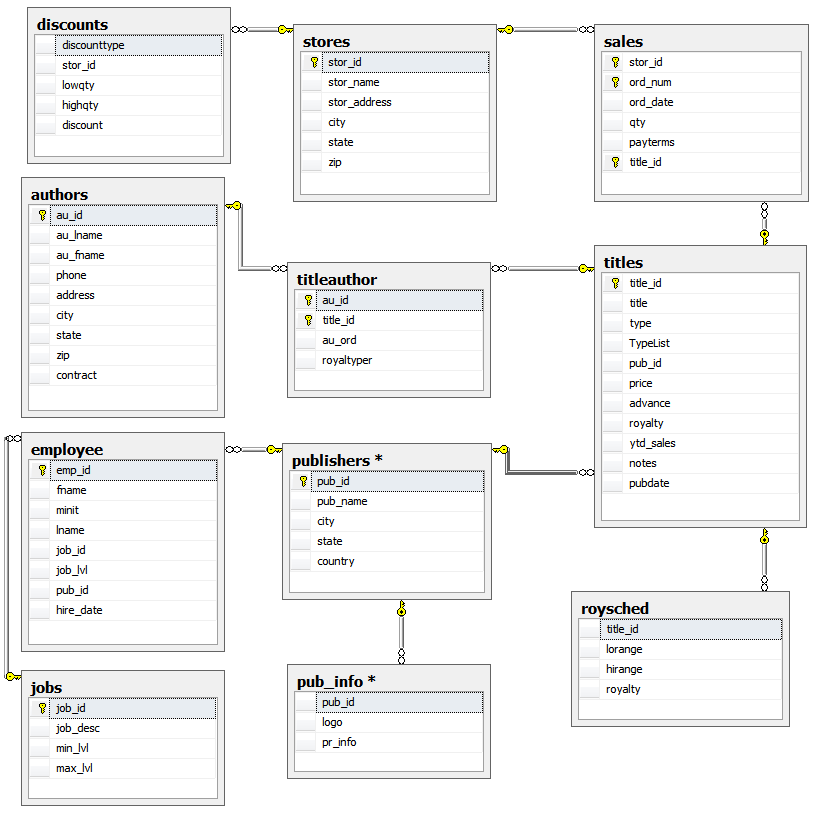 discounts
discounttype
stor_id
lowqty
highqty
discount
stores
stor_id
stor_name
stor_address
city
state
zip
sales
stor_id
ord_num
ord_date
qty
payterms
title_id
authors
au_id
au_lname
au_fname
phone
address
city
state
zip
contract
titleauthor
au_id
title_id
au_ord
royaltyper
titles
title_id
title
type
TypeList
pub_id
price
advance
royalty
ytd_sales
notes
pubdate
employee
emp_id
fname
minit
lname
job_id
job_lvl
pub_id
hire_date
publishers *
pub_id
pub_name
city
state
country
roysched
title_id
lorange
hirange
royalty
jobs
job_id
job_desc
min_lvl
max_lvl
pub_info *
pub_id
logo
pr_info